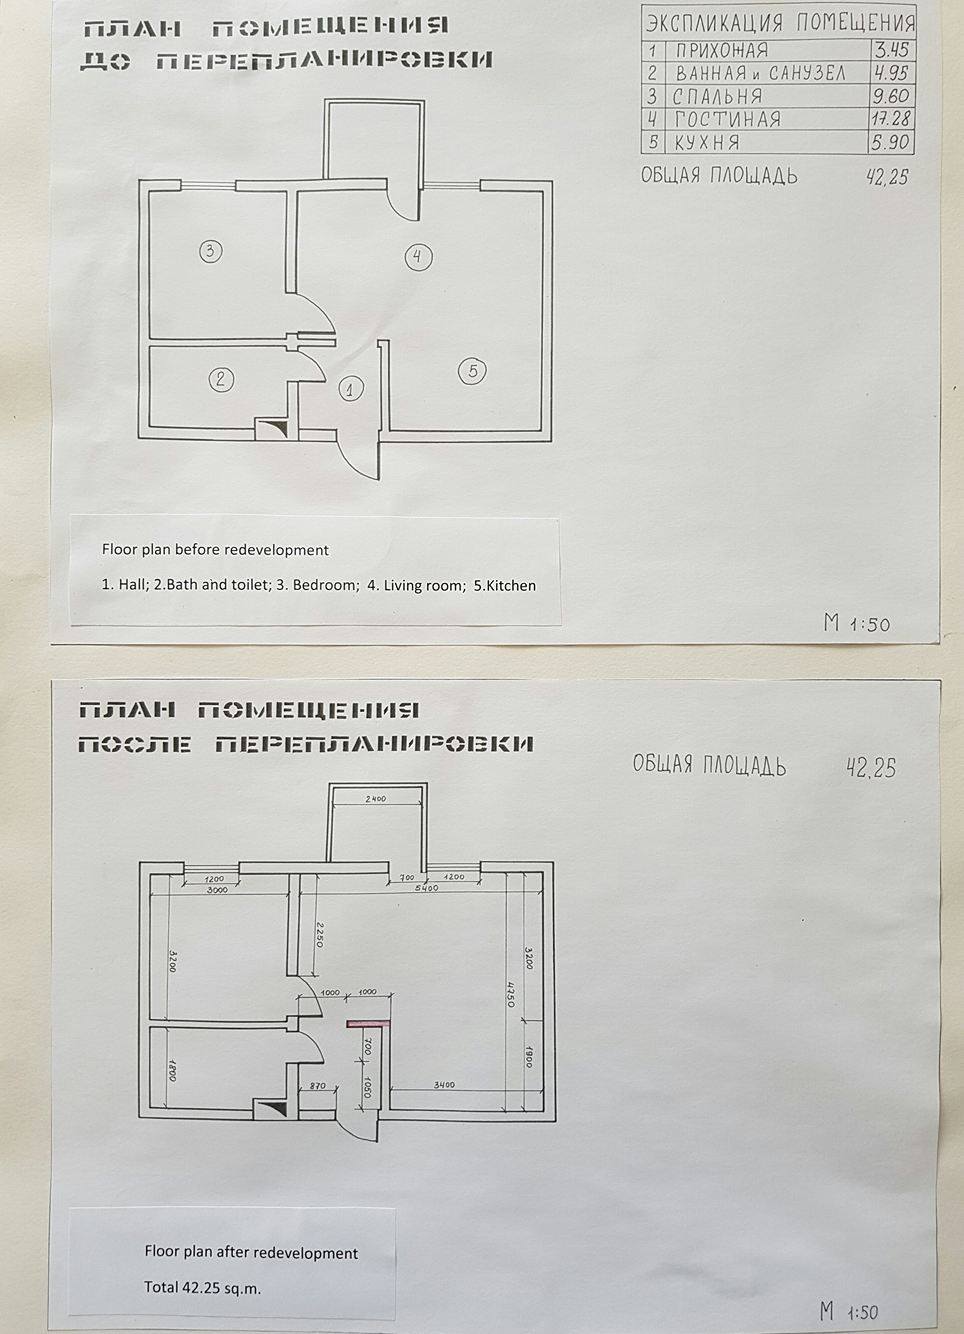 ПЛАН ПОМЕЩЕНИЯ
ДО ПЕРЕПЛАНИРОВКИ
ЭКСПЛИКАЦИЯ ПОМЕЩЕНИЯ
1 ПРИХОЖАЯ 3.45
2 ВАННАЯ и САНУЗЕЛ 4.95
3 СПАЛЬНЯ 9.60
4 ГОСТИНАЯ 17.28
5 КУХНЯ 5.90
ОБЩАЯ ПЛОЩАДЬ 42,25
3
4
2
1
5
Floor plan before redevelopment
1. Hall; 2.Bath and toilet; 3. Bedroom; 4. Living room; 5.Kitchen
М 1:50
ПЛАН ПОМЕЩЕНИЯ
ПОСЛЕ ПЕРЕПЛАНИРОВКИ
ОБЩАЯ ПЛОЩАДЬ 42,25
2400
1200
700
1200
3000
5400
2250
3200
3200
4750
1000
1000
700
1900
1800
870
1050
3400
Floor plan after redevelopment
Total 42.25 sq.m.
М 1:50